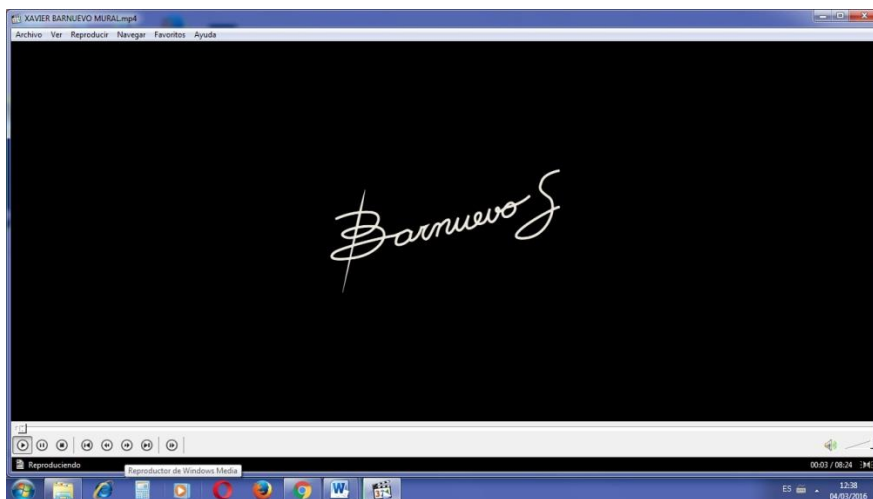 XAVIER BARNUEVO MURAL.mp4
Archivo Ver Reproducir Navegar Favoritos Ayuda
Barnuevo S
Reproduciendo
00:03 / 08:24
Reproductor de Windows Media
ES
12:38
04/03/2016